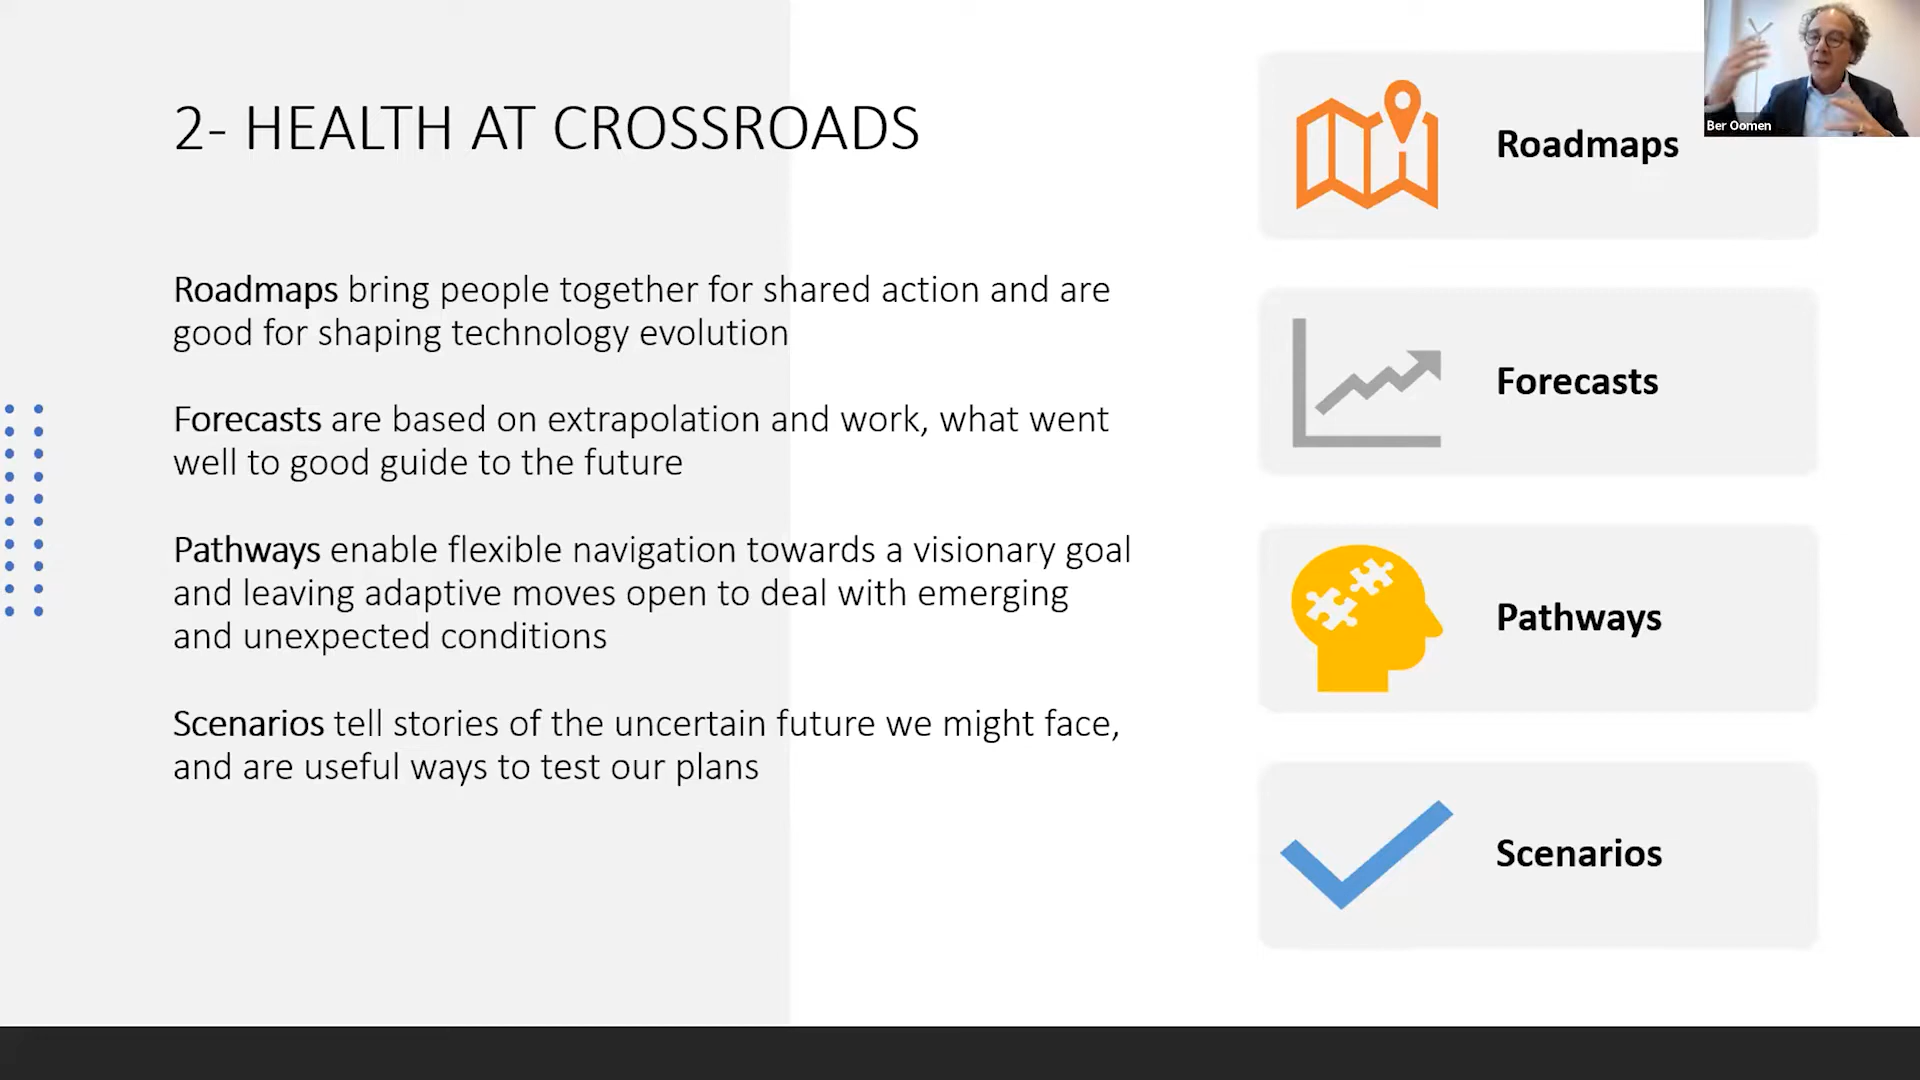 2- HEALTH AT CROSSROADS
Roadmaps bring people together for shared action and are
good for shaping technology evolution
Forecasts are based on extrapolation and work, what went
well to good guide to the future
Pathways enable flexible navigation towards a visionary goal
and leaving adaptive moves open to deal with emerging
and unexpected conditions
Scenarios tell stories of the uncertain future we might face,
and are useful ways to test our plans
Roadmaps
Forecasts
Pathways
Scenarios
Ber Oomen